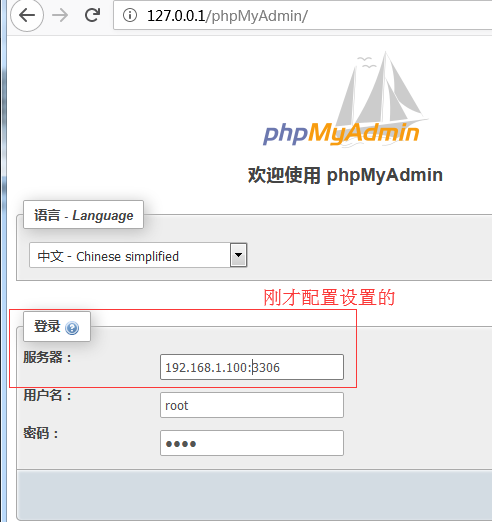 127.0.0.1/phpMyAdmin/
phpMyAdmin
欢迎使用 phpMyAdmin
语言 - Language
中文 - Chinese simplified
刚才配置设置的
登录
服务器：
192.168.1.100:3306
用户名：
root
密码：
●●●●